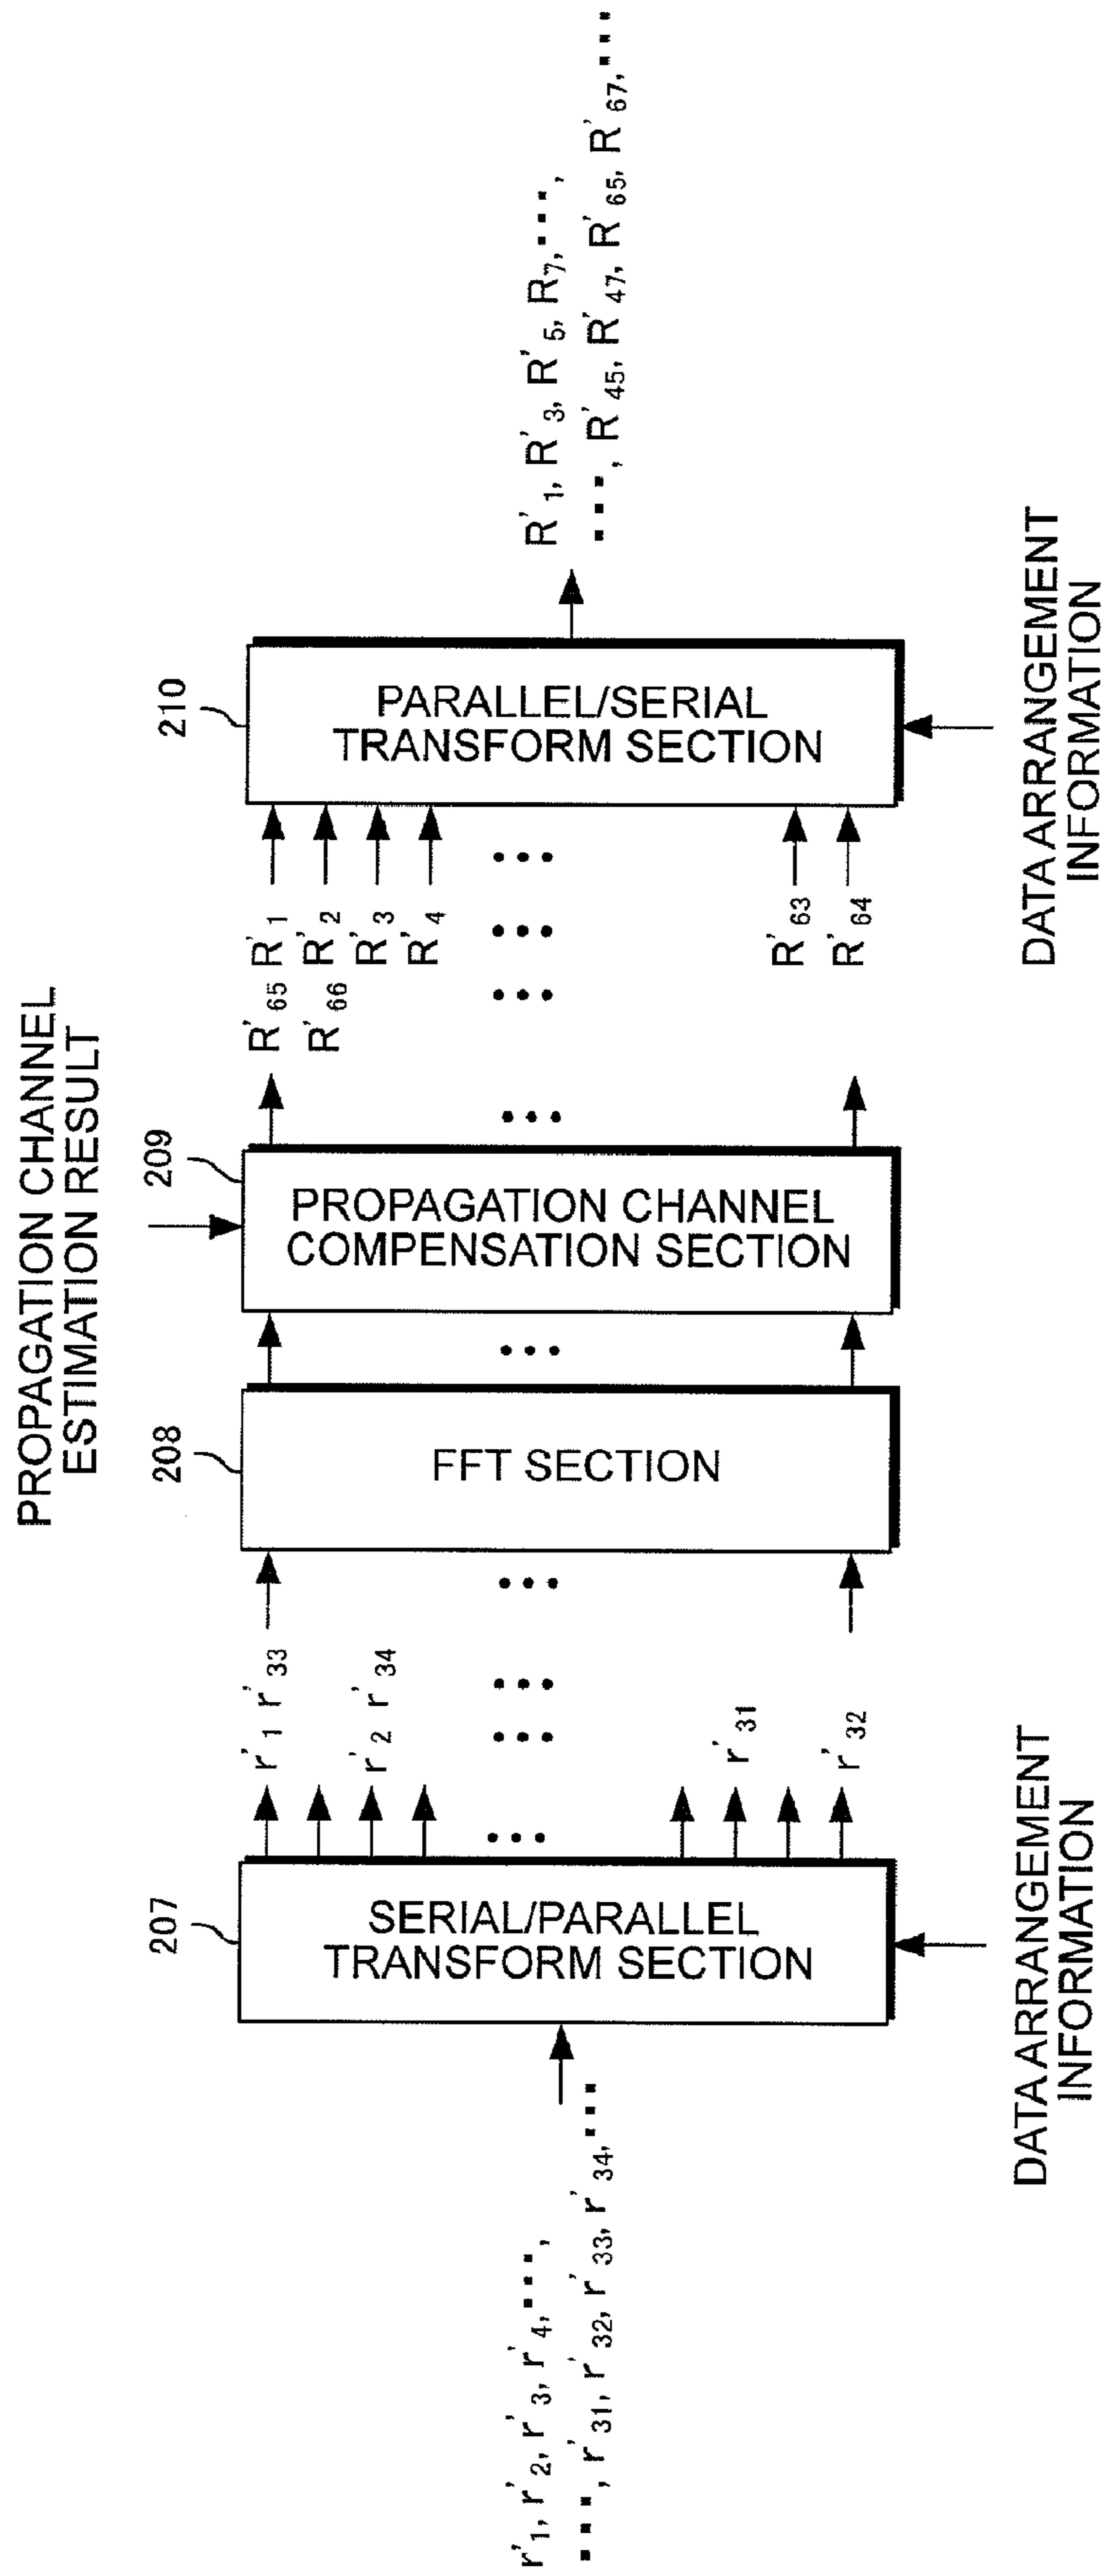 PROPAGATION CHANNEL
ESTIMATION RESULT
207
208
209
210
r'1, r'2, r'3, r'4, ▪▪▪,
▪▪▪, r'31, r'32, r'33, r'34, ▪▪▪
SERIAL/PARALLEL
TRANSFORM SECTION
DATA ARRANGEMENT
INFORMATION
r'1 r'33
r'2 r'34
•••
•••
•••
r'31
r'32
•••
FFT SECTION
•••
PROPAGATION CHANNEL
COMPENSATION SECTION
•••
R'65 R'1
R'66 R'2
R'3
R'4
•••
•••
•••
R'63
R'64
PARALLEL/SERIAL
TRANSFORM SECTION
DATA ARRANGEMENT
INFORMATION
R'1, R'3, R'5, R7, ▪▪▪,
▪▪▪, R'45, R'47, R'65, R'67, ▪▪▪